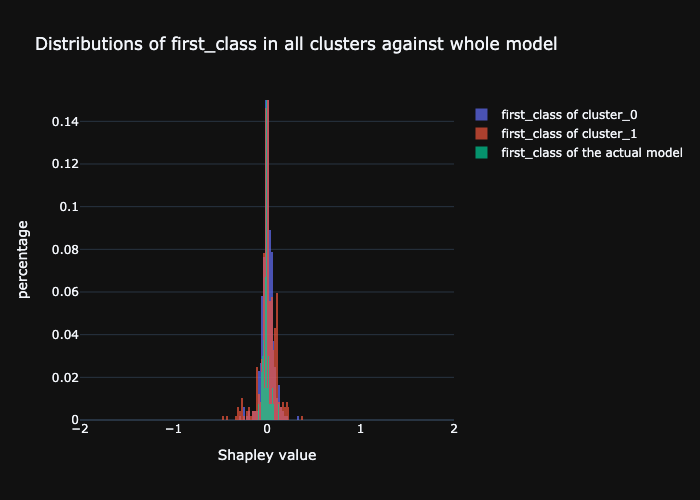 Distributions of first_class in all clusters against whole model
first_class of cluster_0
first_class of cluster_1
first_class of the actual model
percentage
0.14
0.12
0.1
0.08
0.06
0.04
0.02
0
−2
−1
0
1
2
Shapley value